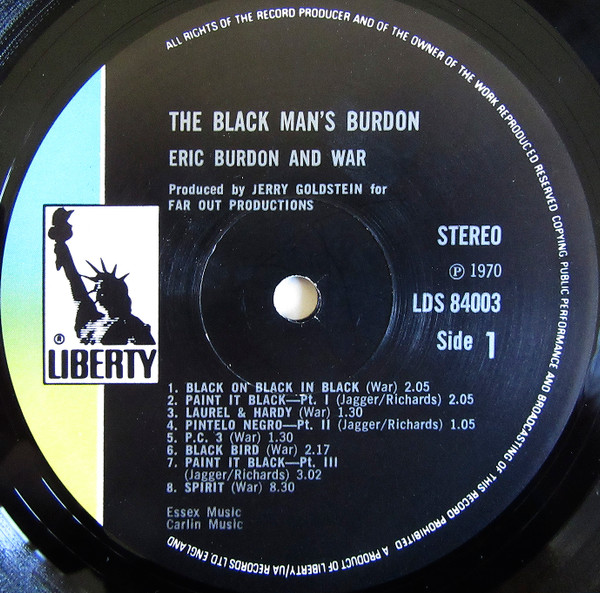 ALL RIGHTS OF THE RECORD PRODUCER AND OF THE OWNER OF THE WORK REPRODUCED RESERVED COPYING PUBLIC PERFORMANCE AND BROADCASTING OF THIS RECORD PROHIBITED A PRODUCT OF LIBERTY/UA RECORDS LTD. ENGLAND
THE BLACK MAN'S BURDON
ERIC BURDON AND WAR
Produced by JERRY GOLDSTEIN for
FAR OUT PRODUCTIONS
STEREO
Ⓟ 1970
LDS 84003
Side 1
®
LIBERTY
1. BLACK ON BLACK IN BLACK (War) 2.05
2. PAINT IT BLACK—Pt. I (Jagger/Richards) 2.05
3. LAUREL & HARDY (War) 1.30
4. PINTELO NEGRO—Pt. II (Jagger/Richards) 1.05
5. P.C. 3 (War) 1.30
6. BLACK BIRD (War) 2.17
7. PAINT IT BLACK—Pt. III
(Jagger/Richards) 3.02
8. SPIRIT (War) 8.30
Essex Music
Carlin Music